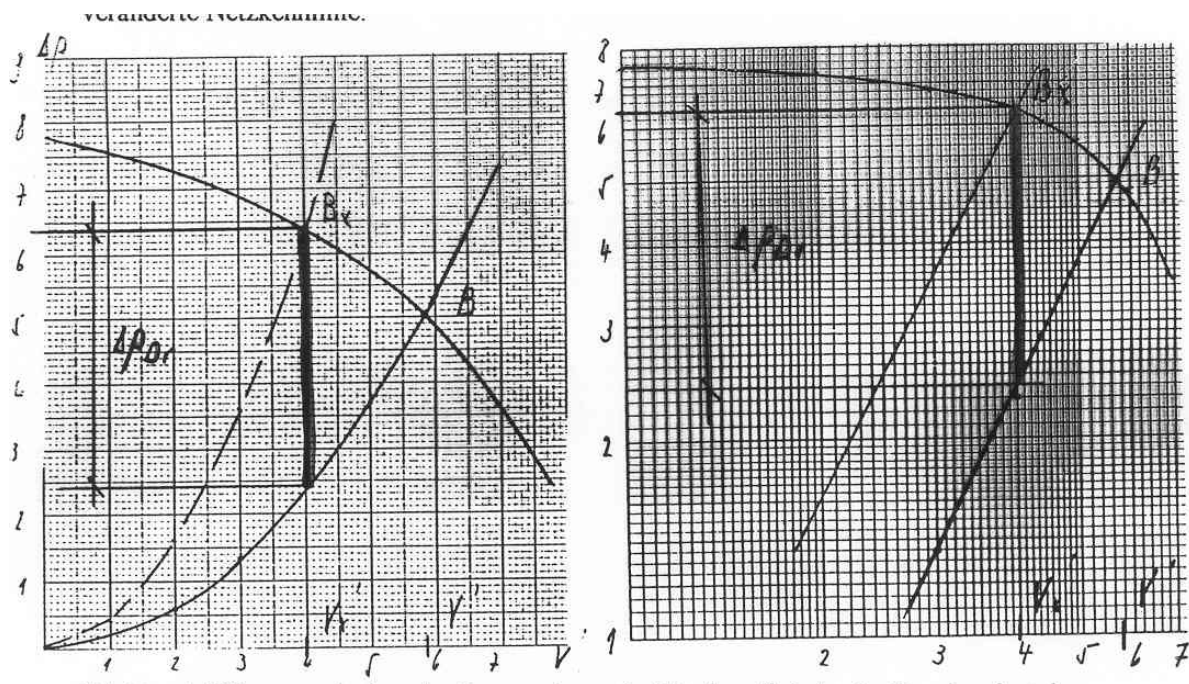 veränderte Netzkennlinie.
Δp
8
7
6
5
3
2
1
Bx
B
ΔpDr
Vx'
V'
1 2 3 4 5 6 7 V
8
7
6
5
4
3
2
1
Bx
B
ΔpDr
Vx'
V'
2 3 4 5 6 7